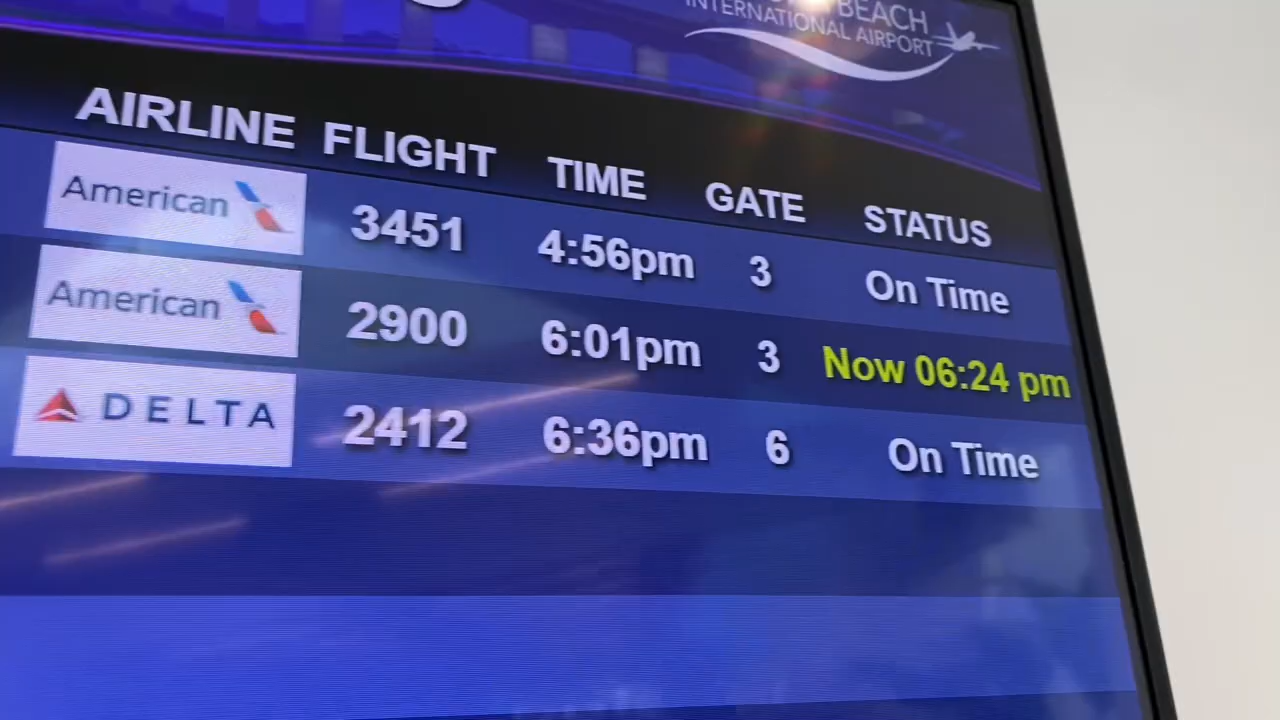 BEACH
INTERNATIONAL AIRPORT
AIRLINE FLIGHT TIME GATE STATUS
American 3451 4:56pm 3 On Time
American 2900 6:01pm 3 Now 06:24 pm
DELTA 2412 6:36pm 6 On Time